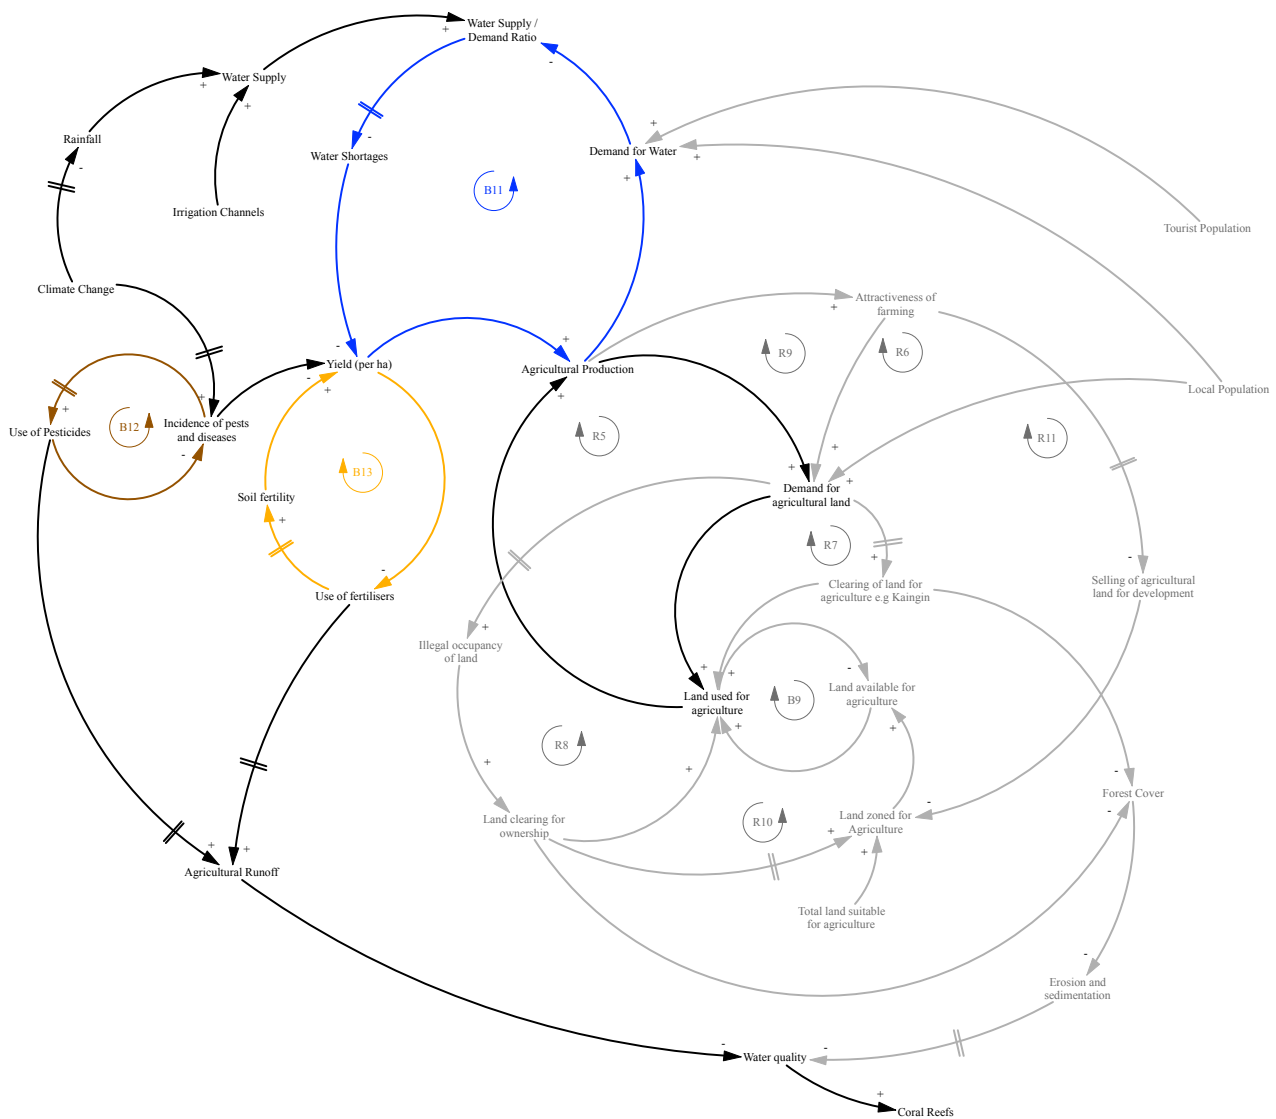 Water Supply /
Demand Ratio
+
-
Water Supply
+
+
Rainfall
-
-
Water Shortages
Demand for Water
+
+
+
B11
Irrigation Channels
Tourist Population
Climate Change
Attractiveness of
farming
+
-
Yield (per ha)
-
+
+
Agricultural Production
+
R9
R6
Local Population
+
+
Use of Pesticides
B12
Incidence of pests
and diseases
-
R5
R11
B13
+
+
+
Demand for
agricultural land
Soil fertility
+
R7
+
-
Clearing of land for
agriculture e.g Kaingin
-
Selling of agricultural
land for development
Use of fertilisers
+
Illegal occupancy
of land
+
+
-
Land used for
agriculture
+
B9
Land available for
agriculture
+
R8
+
+
-
-
Forest Cover
-
-
Land clearing for
ownership
R10
+
Land zoned for
Agriculture
+
+
+
Agricultural Runoff
Total land suitable
for agriculture
-
Erosion and
sedimentation
-
Water quality
-
+
Coral Reefs